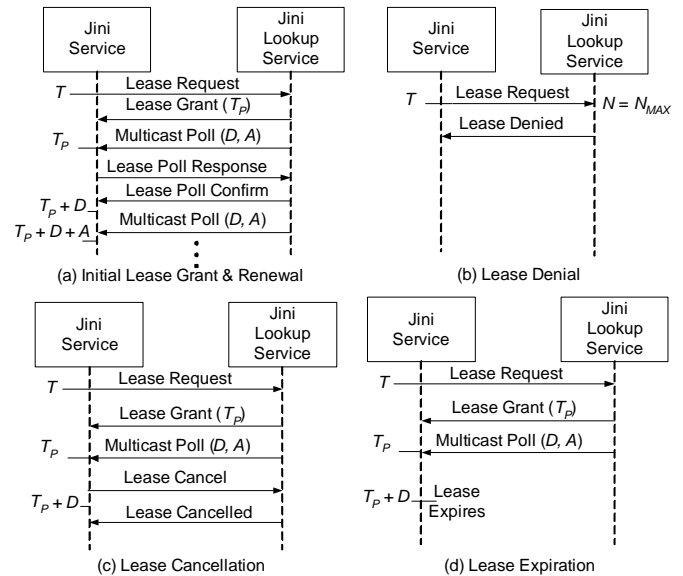 Jini
Service
Jini
Lookup
Service
T
Lease Request
Lease Grant (TP)
TP
Multicast Poll (D, A)
Lease Poll Response
Lease Poll Confirm
TP + D
TP + D + A
Multicast Poll (D, A)
(a) Initial Lease Grant & Renewal
Jini
Service
Jini
Lookup
Service
T
Lease Request
N = NMAX
Lease Denied
(b) Lease Denial
Jini
Service
Jini
Lookup
Service
T
Lease Request
Lease Grant (TP)
TP
Multicast Poll (D, A)
Lease Cancel
TP + D
Lease Cancelled
(c) Lease Cancellation
Jini
Service
Jini
Lookup
Service
T
Lease Request
Lease Grant (TP)
TP
Multicast Poll (D, A)
TP + D
Lease
Expires
(d) Lease Expiration